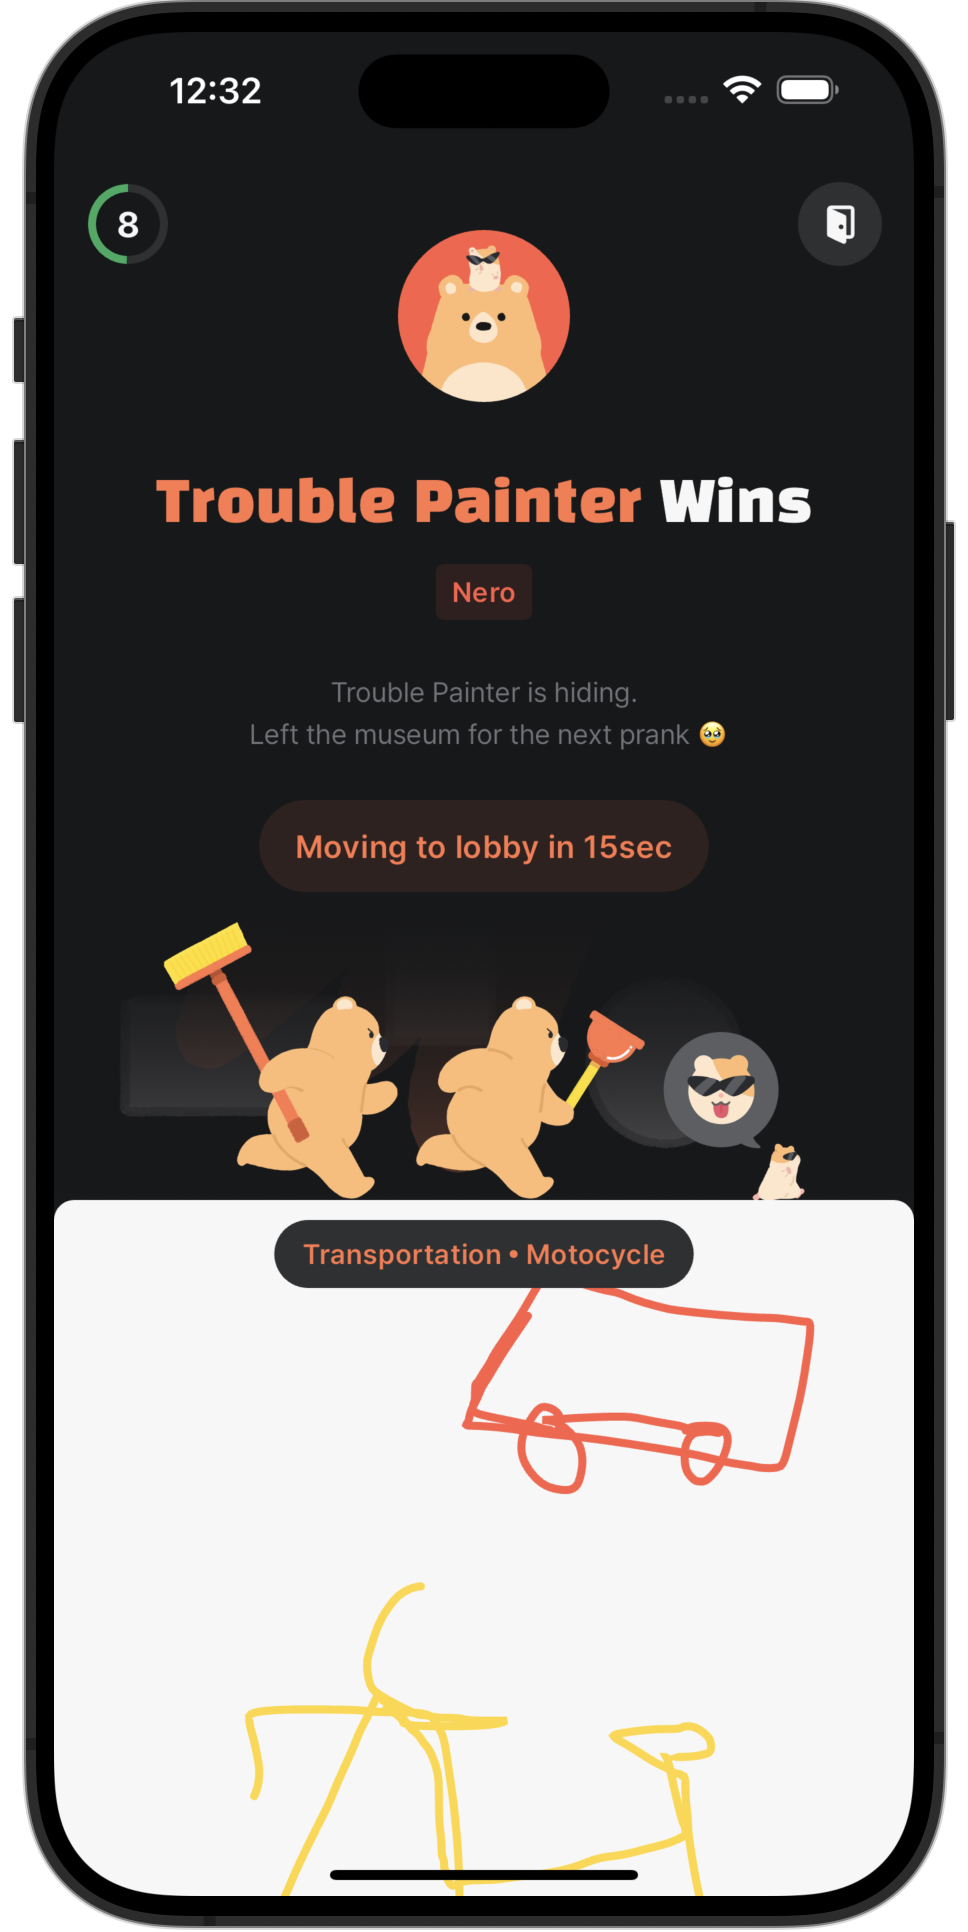 12:32
8
Trouble Painter Wins
Nero
Trouble Painter is hiding.
Left the museum for the next prank 🥹
Moving to lobby in 15sec
Transportation • Motocycle